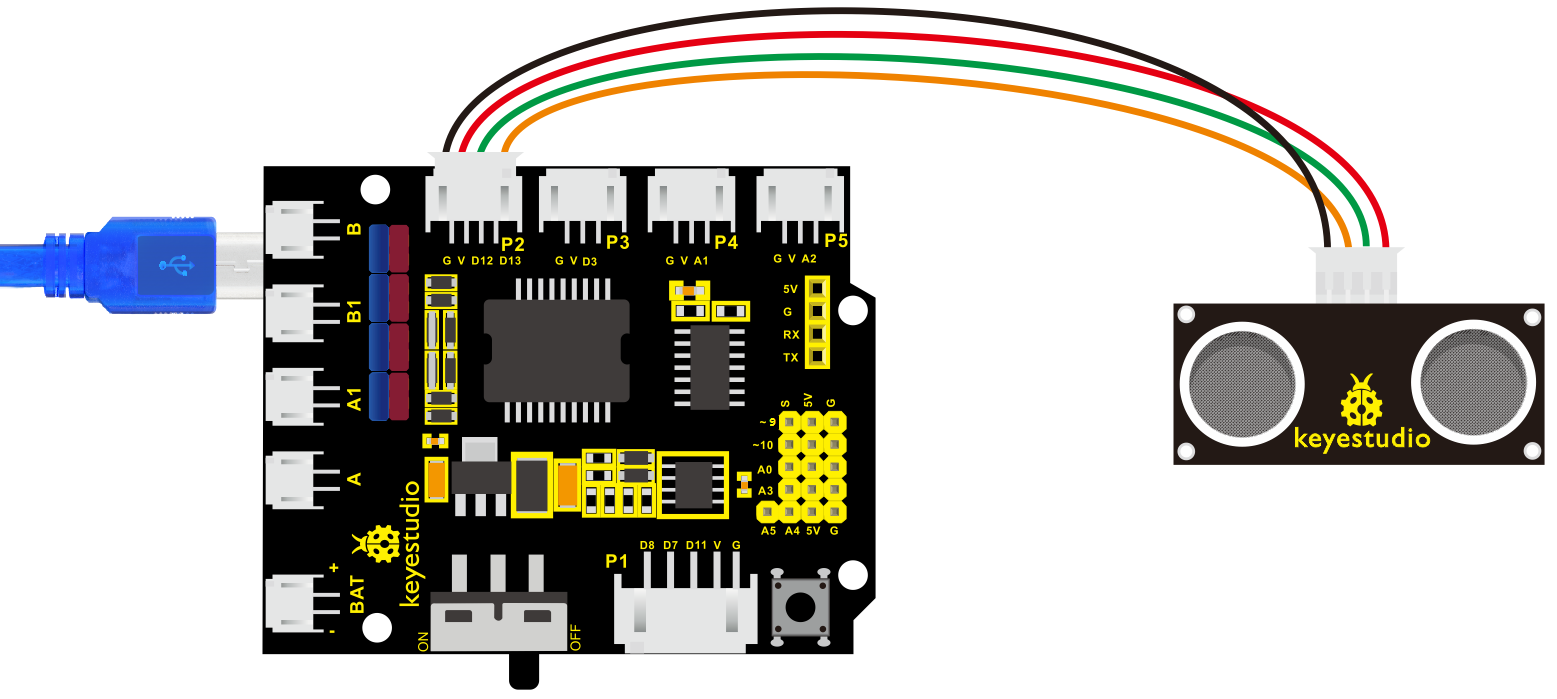 P2
P3
P4
P5
G V D12 D13
G V D3
G V A1
G V A2
B
B1
A1
A
5V
G
RX
TX
S 5V G
~9
~10
A0
A3
A5 A4 5V G
keyestudio
keyestudio
+
BAT
-
ON
OFF
P1
D8 D7 D11 V G